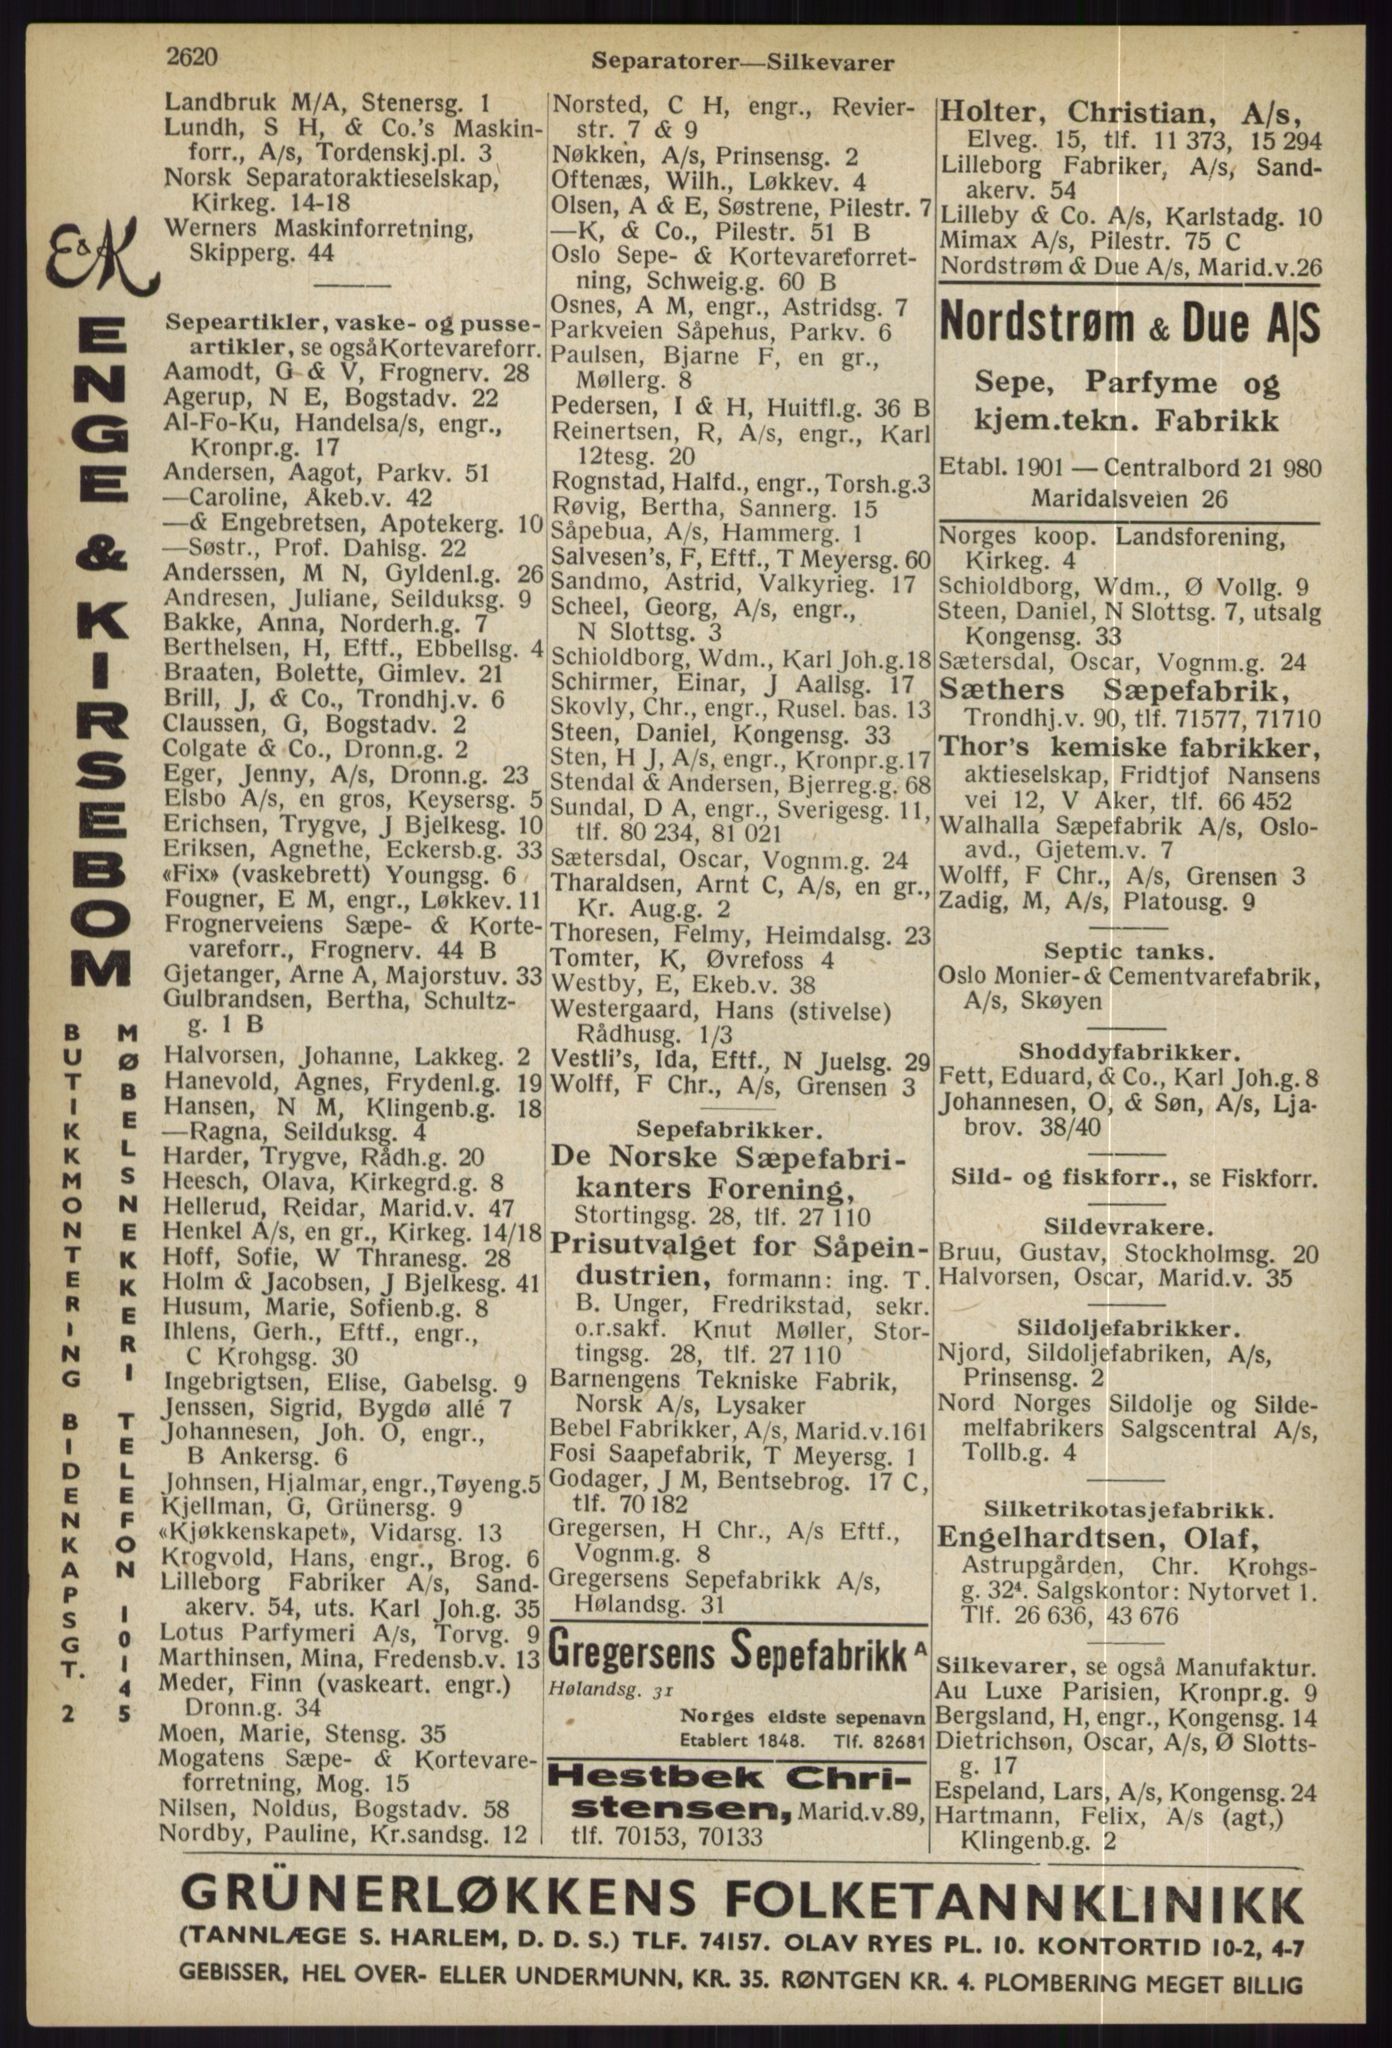 2620
Separatorer—Silkevarer
E & K
ENGE & KIRSEBOM
MØBELSNEKKERI TELEFON 10145
BUTIKKMONTERING BIDENKAPSGT. 2
Landbruk M/A, Stenersg. 1
Lundh, S H, & Co.'s Maskin-
forr., A/s, Tordenskj.pl. 3
Norsk Separatoraktieselskap,
Kirkeg. 14-18
Werners Maskinforretning,
Skipperg. 44
Sepeartikler, vaske- og pusse-
artikler, se også Kortevareforr.
Aamodt, G & V, Frognerv. 28
Agerup, N E, Bogstadv. 22
Al-Fo-Ku, Handelsa/s, engr.,
Kronpr.g. 17
Andersen, Aagot, Parkv. 51
—Caroline, Akeb.v. 42
—& Engebretsen, Apotekerg. 10
—Søstr., Prof. Dahlsg. 22
Anderssen, M N, Gyldenl.g. 26
Andresen, Juliane, Seilduksg. 9
Bakke, Anna, Norderh.g. 7
Berthelsen, H, Eftf., Ebbellsg. 4
Braaten, Bolette, Gimlev. 21
Brill, J, & Co., Trondhj.v. 6
Claussen, G, Bogstadv. 2
Colgate & Co., Dronn.g. 2
Eger, Jenny, A/s, Dronn.g. 23
Elsbo A/s, en gros, Keysersg. 5
Erichsen, Trygve, J Bjelkesg. 10
Eriksen, Agnethe, Eckersb.g. 33
«Fix» (vaskebrett) Youngsg. 6
Fougner, E M, engr., Løkkev. 11
Frognerveiens Sæpe- & Korte-
vareforr., Frognerv. 44 B
Gjetanger, Arne A, Majorstuv. 33
Gulbrandsen, Bertha, Schultz-
g. 1 B
Halvorsen, Johanne, Lakkeg. 2
Hanevold, Agnes, Frydenl.g. 19
Hansen, N M, Klingenb.g. 18
—Ragna, Seilduksg. 4
Harder, Trygve, Rådh.g. 20
Heesch, Olava, Kirkegrd.g. 8
Hellerud, Reidar, Marid.v. 47
Henkel A/s, en gr., Kirkeg. 14/18
Hoff, Sofie, W Thranesg. 28
Holm & Jacobsen, J Bjelkesg. 41
Husum, Marie, Sofienb.g. 8
Ihlens, Gerh., Eftf., engr.,
C Krohgsg. 30
Ingebrigtsen, Elise, Gabelsg. 9
Jenssen, Sigrid, Bygdø allé 7
Johannesen, Joh. O, engr.,
B Ankersg. 6
Johnsen, Hjalmar, engr., Tøyeng. 5
Kjellman, G, Grünersg. 9
«Kjøkkenskapet», Vidarsg. 13
Krogvold, Hans, engr., Brog. 6
Lilleborg Fabriker A/s, Sand-
akerv. 54, uts. Karl Joh.g. 35
Lotus Parfymeri A/s, Torvg. 9
Marthinsen, Mina, Fredensb.v. 13
Meder, Finn (vaskeart. engr.)
Dronn.g. 34
Moen, Marie, Stensg. 35
Mogatens Sæpe- & Kortevare-
forretning, Mog. 15
Nilsen, Noldus, Bogstadv. 58
Nordby, Pauline, Kr.sandsg. 12
Norsted, C H, engr., Revier-
str. 7 & 9
Nøkken, A/s, Prinsensg. 2
Oftenæs, Wilh., Løkkev. 4
Olsen, A & E, Søstrene, Pilestr. 7
—K, & Co., Pilestr. 51 B
Oslo Sepe- & Kortevareforret-
ning, Schweig.g. 60 B
Osnes, A M, engr., Astridsg. 7
Parkveien Såpehus, Parkv. 6
Paulsen, Bjarne F, en gr.,
Møllerg. 8
Pedersen, I & H, Huitfl.g. 36 B
Reinertsen, R, A/s, engr., Karl
12tesg. 20
Rognstad, Halfd., engr., Torsh.g.3
Røvig, Bertha, Sannerg. 15
Såpebua, A/s, Hammerg. 1
Salvesen's, F, Eftf., T Meyersg. 60
Sandmo, Astrid, Valkyrieg. 17
Scheel, Georg, A/s, engr.,
N Slottsg. 3
Schioldborg, Wdm., Karl Joh.g.18
Schirmer, Einar, J Aallsg. 17
Skovly, Chr., engr., Rusel. bas. 13
Steen, Daniel, Kongensg. 33
Sten, H J, A/s, engr., Kronpr.g.17
Stendal & Andersen, Bjerreg.g. 68
Sundal, D A, engr., Sverigesg. 11,
tlf. 80 234, 81 021
Sætersdal, Oscar, Vognm.g. 24
Tharaldsen, Arnt C, A/s, en gr.,
Kr. Aug.g. 2
Thoresen, Felmy, Heimdalsg. 23
Tomter, K, Øvrefoss 4
Westby, E, Ekeb.v. 38
Westergaard, Hans (stivelse)
Rådhusg. 1/3
Vestli's, Ida, Eftf., N Juelsg. 29
Wolff, F Chr., A/s, Grensen 3
Sepefabrikker.
De Norske Sæpefabri-
kanters Forening,
Stortingsg. 28, tlf. 27 110
Prisutvalget for Såpein-
dustrien, formann: ing. T.
B. Unger, Fredrikstad, sekr.
o.r.sakf. Knut Møller, Stor-
tingsg. 28, tlf. 27 110
Barnengens Tekniske Fabrik,
Norsk A/s, Lysaker
Bebel Fabrikker, A/s, Marid.v.161
Fosi Saapefabrik, T Meyersg. 1
Godager, J M, Bentsebrog. 17 C,
tlf. 70 182
Gregersen, H Chr., A/s Eftf.,
Vognm.g. 8
Gregersens Sepefabrikk A/s,
Hølandsg. 31
Gregersens Sepefabrikk A
Hølandsg. 31
Norges eldste sepenavn
Etablert 1848. Tlf. 82681
Hestbek Chri-
stensen, Marid.v.89,
tlf. 70153, 70133
Holter, Christian, A/s,
Elveg. 15, tlf. 11 373, 15 294
Lilleborg Fabriker, A/s, Sand-
akerv. 54
Lilleby & Co. A/s, Karlstadg. 10
Mimax A/s, Pilestr. 75 C
Nordstrøm & Due A/s, Marid.v.26
Nordstrøm & Due A/S
Sepe, Parfyme og
kjem.tekn. Fabrikk
Etabl. 1901 — Centralbord 21 980
Maridalsveien 26
Norges koop. Landsforening,
Kirkeg. 4
Schioldborg, Wdm., Ø Vollg. 9
Steen, Daniel, N Slottsg. 7, utsalg
Kongensg. 33
Sætersdal, Oscar, Vognm.g. 24
Sæthers Sæpefabrik,
Trondhj.v. 90, tlf. 71577, 71710
Thor's kemiske fabrikker,
aktieselskap, Fridtjof Nansens
vei 12, V Aker, tlf. 66 452
Walhalla Sæpefabrik A/s, Oslo-
avd., Gjetem.v. 7
Wolff, F Chr., A/s, Grensen 3
Zadig, M, A/s, Platousg. 9
Septic tanks.
Oslo Monier- & Cementvarefabrik,
A/s, Skøyen
Shoddyfabrikker.
Fett, Eduard, & Co., Karl Joh.g. 8
Johannesen, O, & Søn, A/s, Lja-
brov. 38/40
Sild- og fiskforr., se Fiskforr.
Sildevrakere.
Bruu, Gustav, Stockholmsg. 20
Halvorsen, Oscar, Marid.v. 35
Sildoljefabrikker.
Njord, Sildoljefabriken, A/s,
Prinsensg. 2
Nord Norges Sildolje og Silde-
melfabrikers Salgscentral A/s,
Tollb.g. 4
Silketrikotasjefabrikk.
Engelhardtsen, Olaf,
Astrupgården, Chr. Krohgs-
g. 32⁴. Salgskontor: Nytorvet 1.
Tlf. 26 636, 43 676
Silkevarer, se også Manufaktur.
Au Luxe Parisien, Kronpr.g. 9
Bergsland, H, engr., Kongensg. 14
Dietrichson, Oscar, A/s, Ø Slotts-
g. 17
Espeland, Lars, A/s, Kongensg. 24
Hartmann, Felix, A/s (agt,)
Klingenb.g. 2
GRÜNERLØKKENS FOLKETANNKLINIKK
(TANNLÆGE S. HARLEM, D. D. S.) TLF. 74157. OLAV RYES PL. 10. KONTORTID 10-2, 4-7
GEBISSER, HEL OVER- ELLER UNDERMUNN, KR. 35. RØNTGEN KR. 4. PLOMBERING MEGET BILLIG